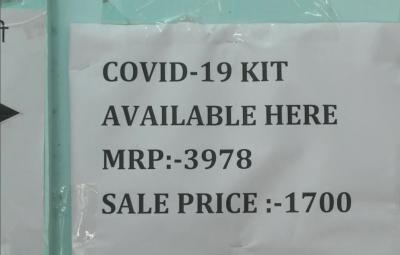 COVID-19 KIT
AVAILABLE HERE
MRP:-3978
SALE PRICE :-1700